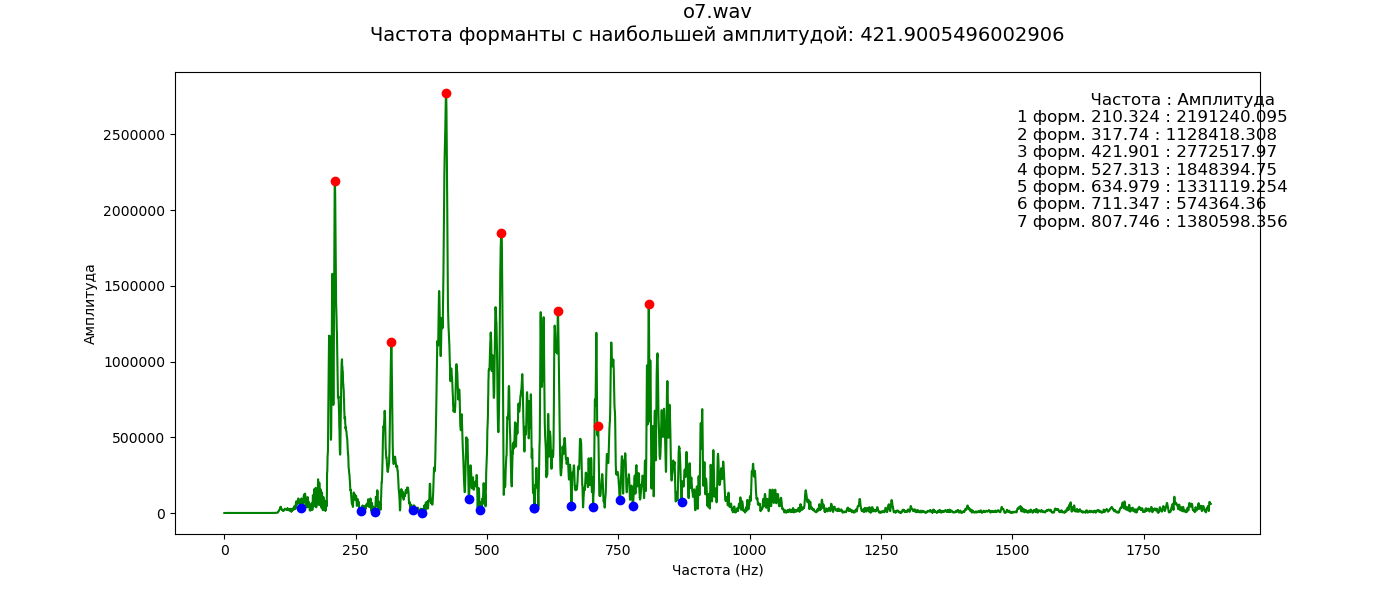 o7.wav
Частота форманты с наибольшей амплитудой: 421.9005496002906
Частота : Амплитуда
1 форм. 210.324 : 2191240.095
2 форм. 317.74 : 1128418.308
3 форм. 421.901 : 2772517.97
4 форм. 527.313 : 1848394.75
5 форм. 634.979 : 1331119.254
6 форм. 711.347 : 574364.36
7 форм. 807.746 : 1380598.356
Амплитуда
2500000
2000000
1500000
1000000
500000
0
0 250 500 750 1000 1250 1500 1750
Частота (Hz)